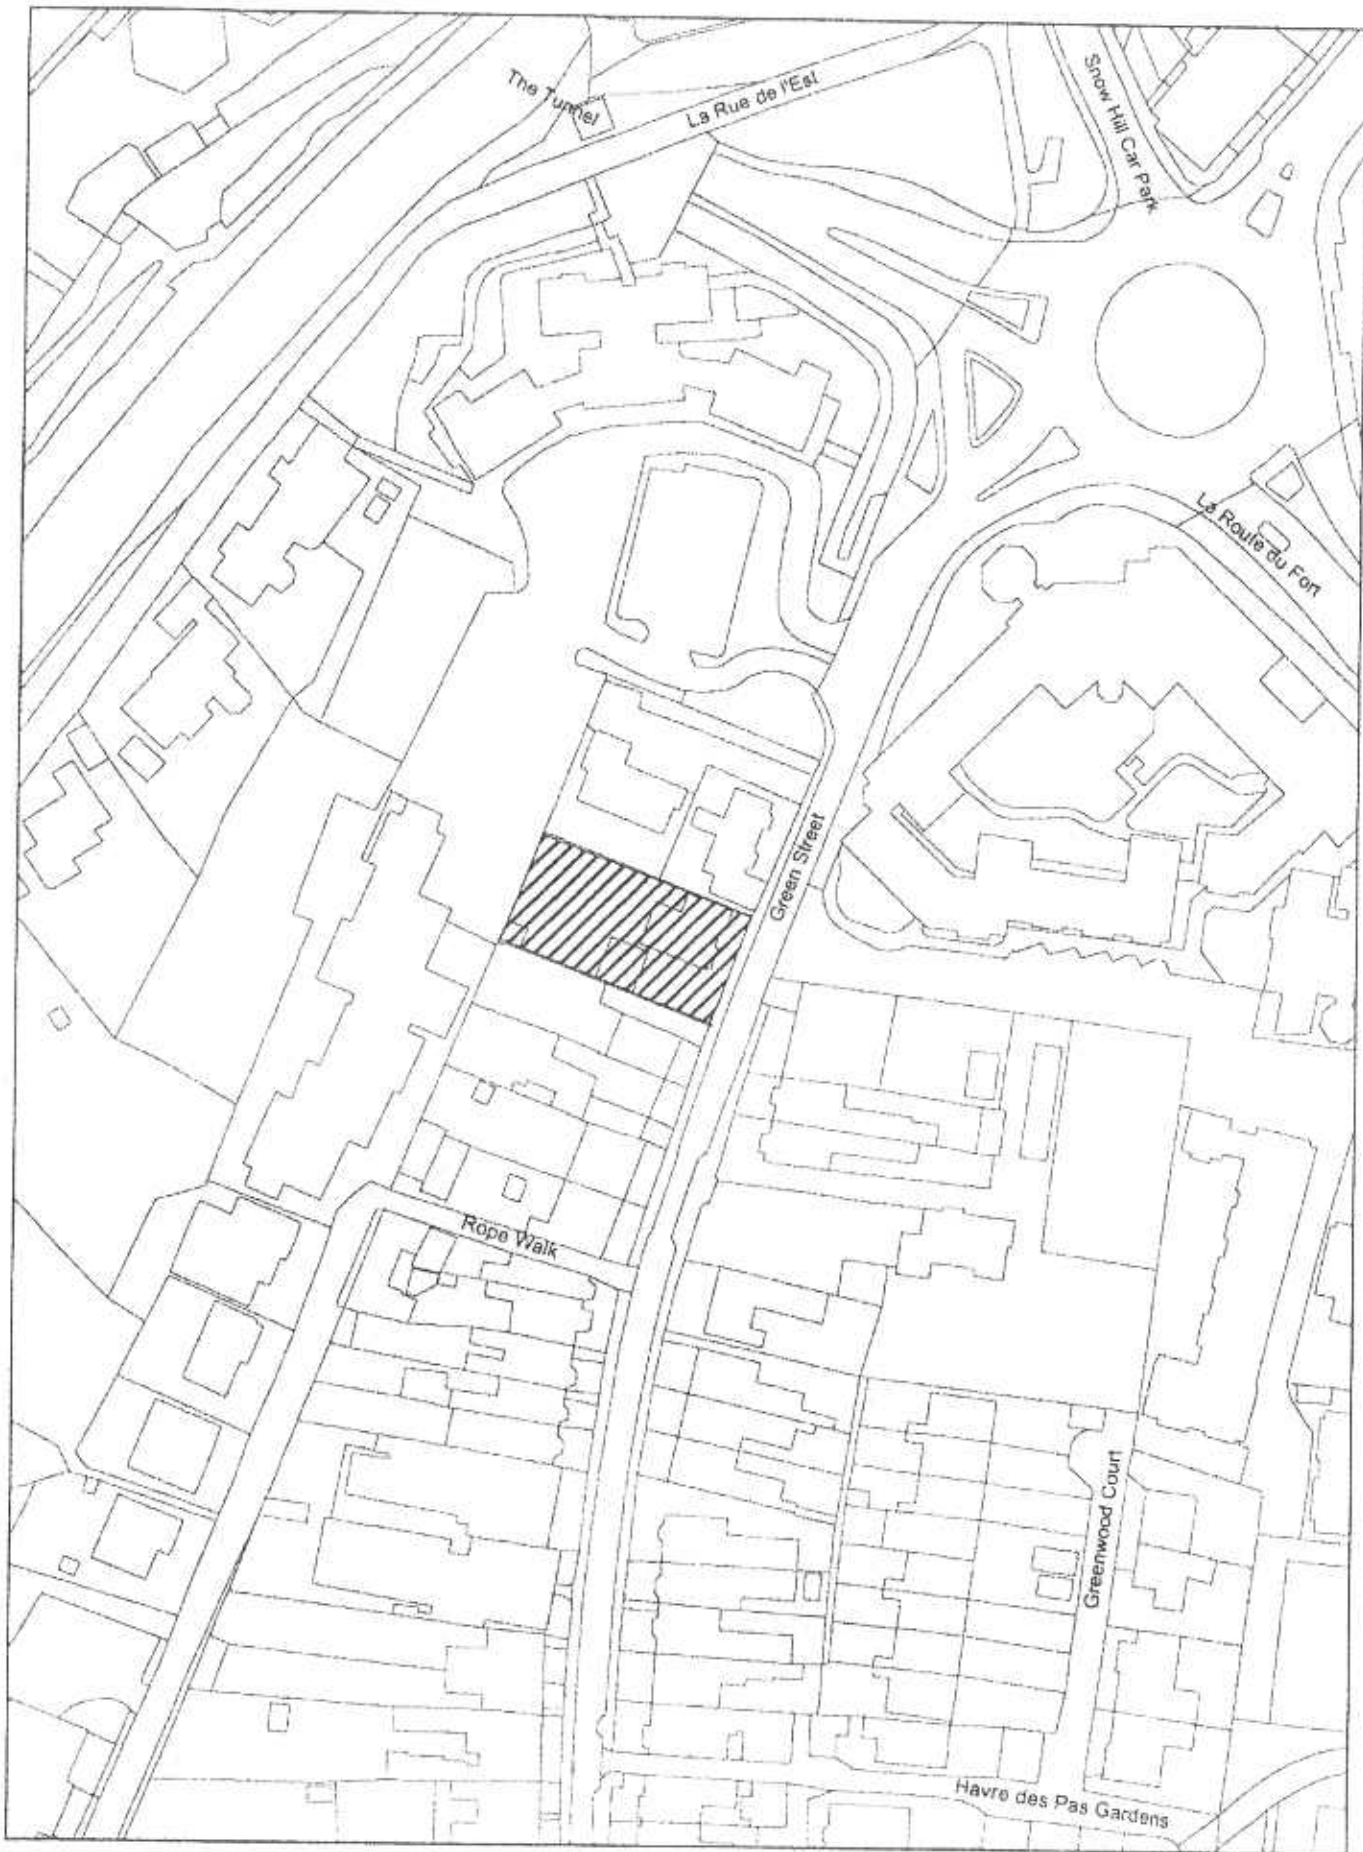 The Tunnel
La Rue de l'Est
Snow Hill Car Park
La Route du Fort
Green Street
Rope Walk
Greenwood Court
Havre des Pas Gardens